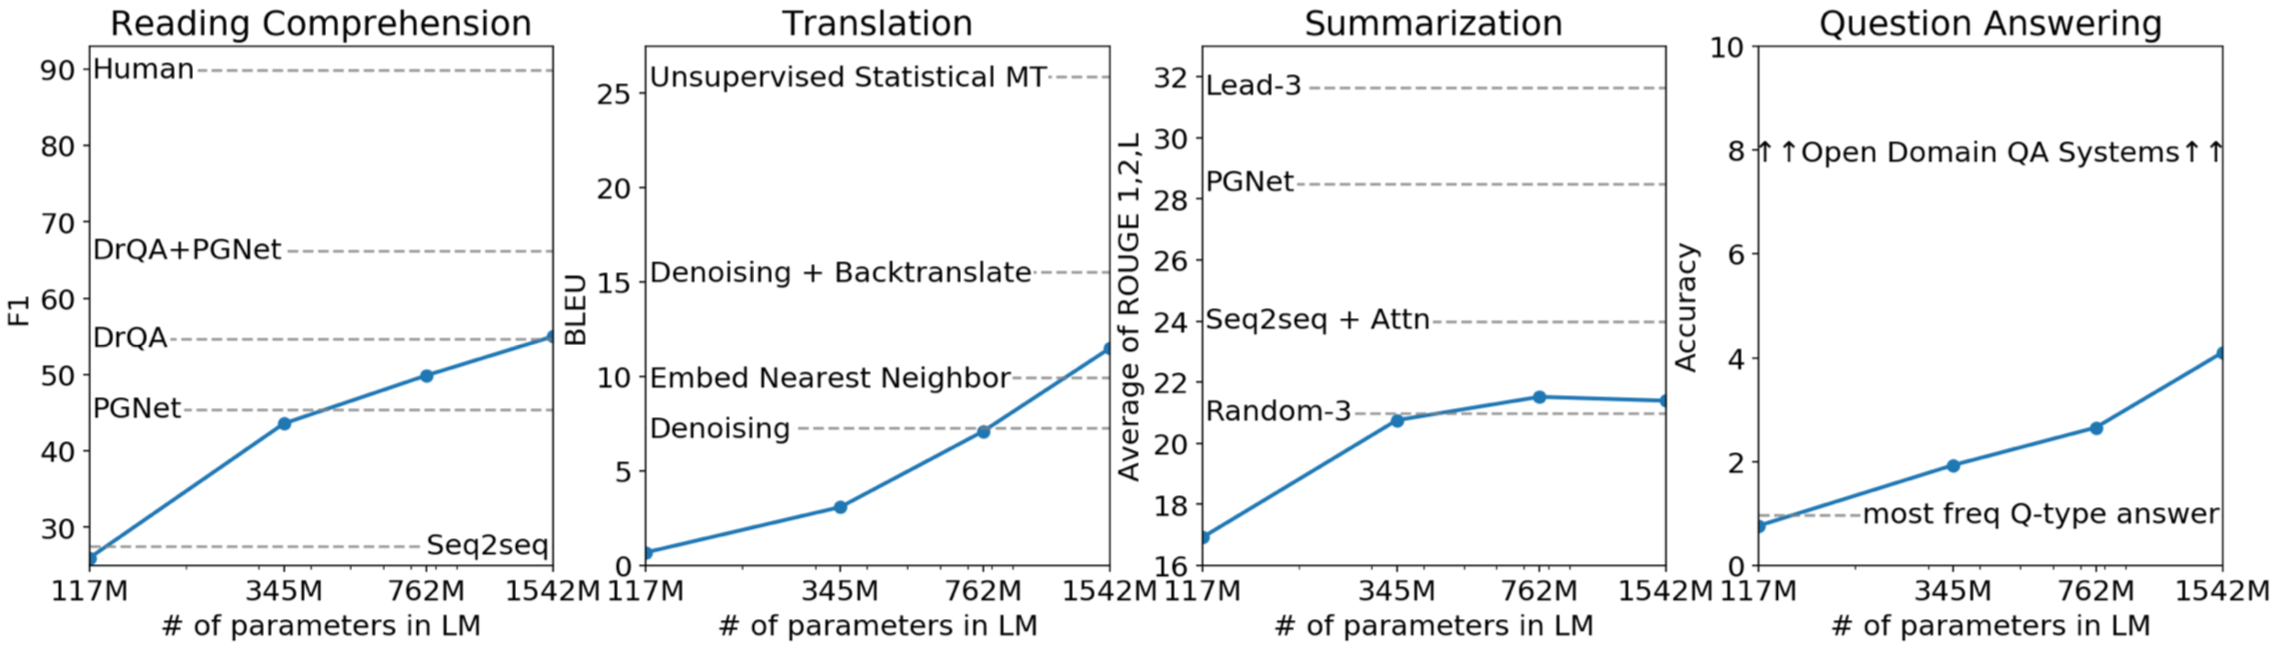 Reading Comprehension
90
80
70
60
50
40
30
F1
Human
DrQA+PGNet
DrQA
PGNet
Seq2seq
117M 345M 762M 1542M
# of parameters in LM
Translation
25
20
15
10
5
0
BLEU
Unsupervised Statistical MT
Denoising + Backtranslate
Embed Nearest Neighbor
Denoising
117M 345M 762M 1542M
# of parameters in LM
Summarization
32
30
28
26
24
22
20
18
16
Average of ROUGE 1,2,L
Lead-3
PGNet
Seq2seq + Attn
Random-3
117M 345M 762M 1542M
# of parameters in LM
Question Answering
10
8
6
4
2
0
Accuracy
↑↑Open Domain QA Systems↑↑
most freq Q-type answer
117M 345M 762M 1542M
# of parameters in LM